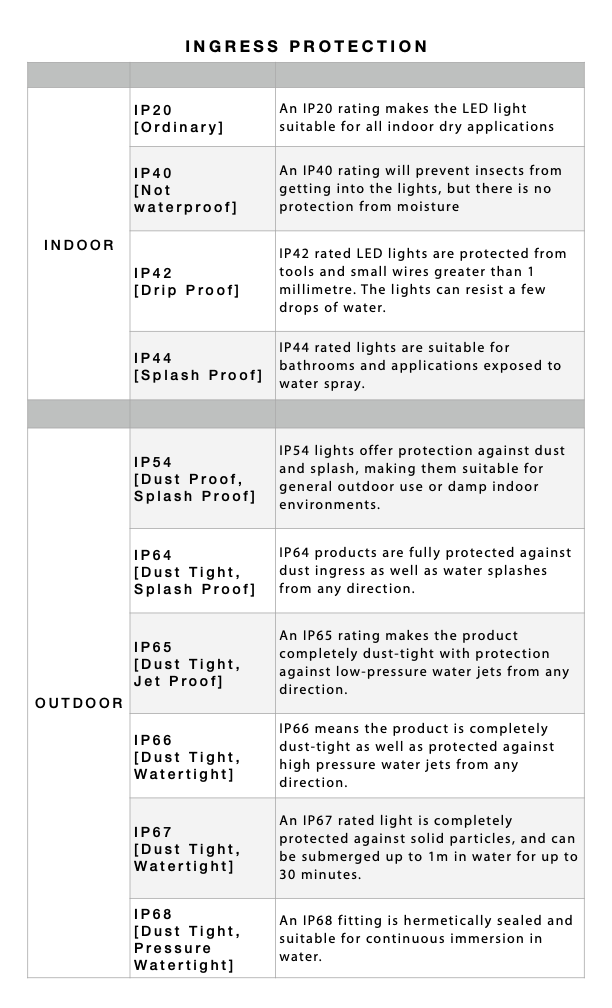 INGRESS PROTECTION
INDOOR
IP20
[Ordinary]
An IP20 rating makes the LED light
suitable for all indoor dry applications
IP40
[Not
waterproof]
An IP40 rating will prevent insects from
getting into the lights, but there is no
protection from moisture
IP42
[Drip Proof]
IP42 rated LED lights are protected from
tools and small wires greater than 1
millimetre. The lights can resist a few
drops of water.
IP44
[Splash Proof]
IP44 rated lights are suitable for
bathrooms and applications exposed to
water spray.
OUTDOOR
IP54
[Dust Proof,
Splash Proof]
IP54 lights offer protection against dust
and splash, making them suitable for
general outdoor use or damp indoor
environments.
IP64
[Dust Tight,
Splash Proof]
IP64 products are fully protected against
dust ingress as well as water splashes
from any direction.
IP65
[Dust Tight,
Jet Proof]
An IP65 rating makes the product
completely dust-tight with protection
against low-pressure water jets from any
direction.
IP66
[Dust Tight,
Watertight]
IP66 means the product is completely
dust-tight as well as protected against
high pressure water jets from any
direction.
IP67
[Dust Tight,
Watertight]
An IP67 rated light is completely
protected against solid particles, and can
be submerged up to 1m in water for up to
30 minutes.
IP68
[Dust Tight,
Pressure
Watertight]
An IP68 fitting is hermetically sealed and
suitable for continuous immersion in
water.